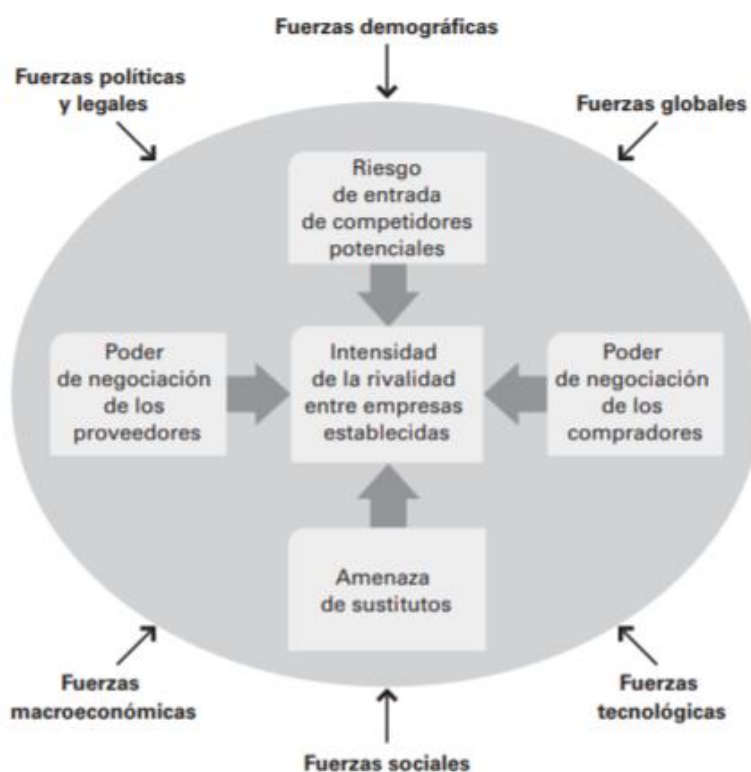 Fuerzas demográficas
Fuerzas políticas
y legales
Fuerzas globales
Riesgo
de entrada
de competidores
potenciales
Poder
de negociación
de los
proveedores
Intensidad
de la rivalidad
entre empresas
establecidas
Poder
de negociación
de los
compradores
Amenaza
de sustitutos
Fuerzas
macroeconómicas
Fuerzas
tecnológicas
Fuerzas sociales